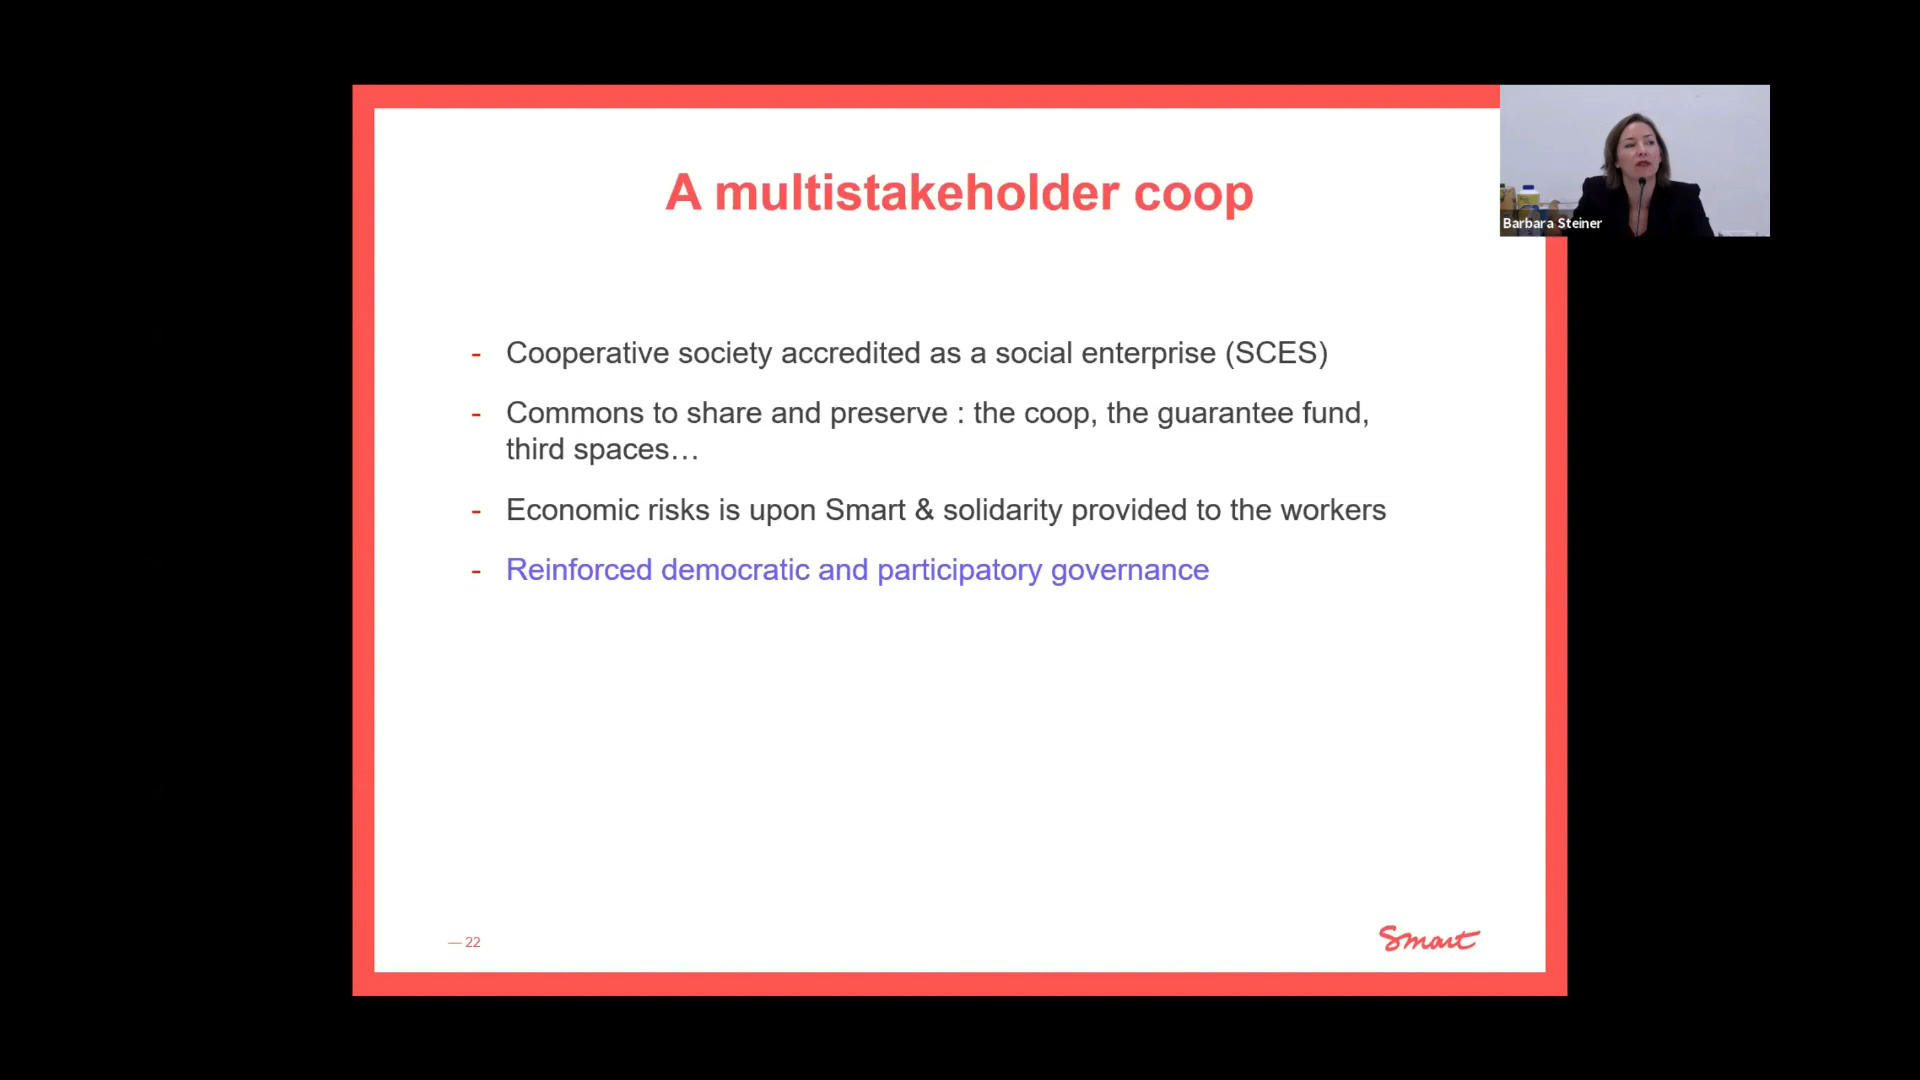 A multistakeholder coop
Barbara Steiner
- Cooperative society accredited as a social enterprise (SCES)
- Commons to share and preserve : the coop, the guarantee fund,
third spaces…
- Economic risks is upon Smart & solidarity provided to the workers
- Reinforced democratic and participatory governance
— 22
Smart